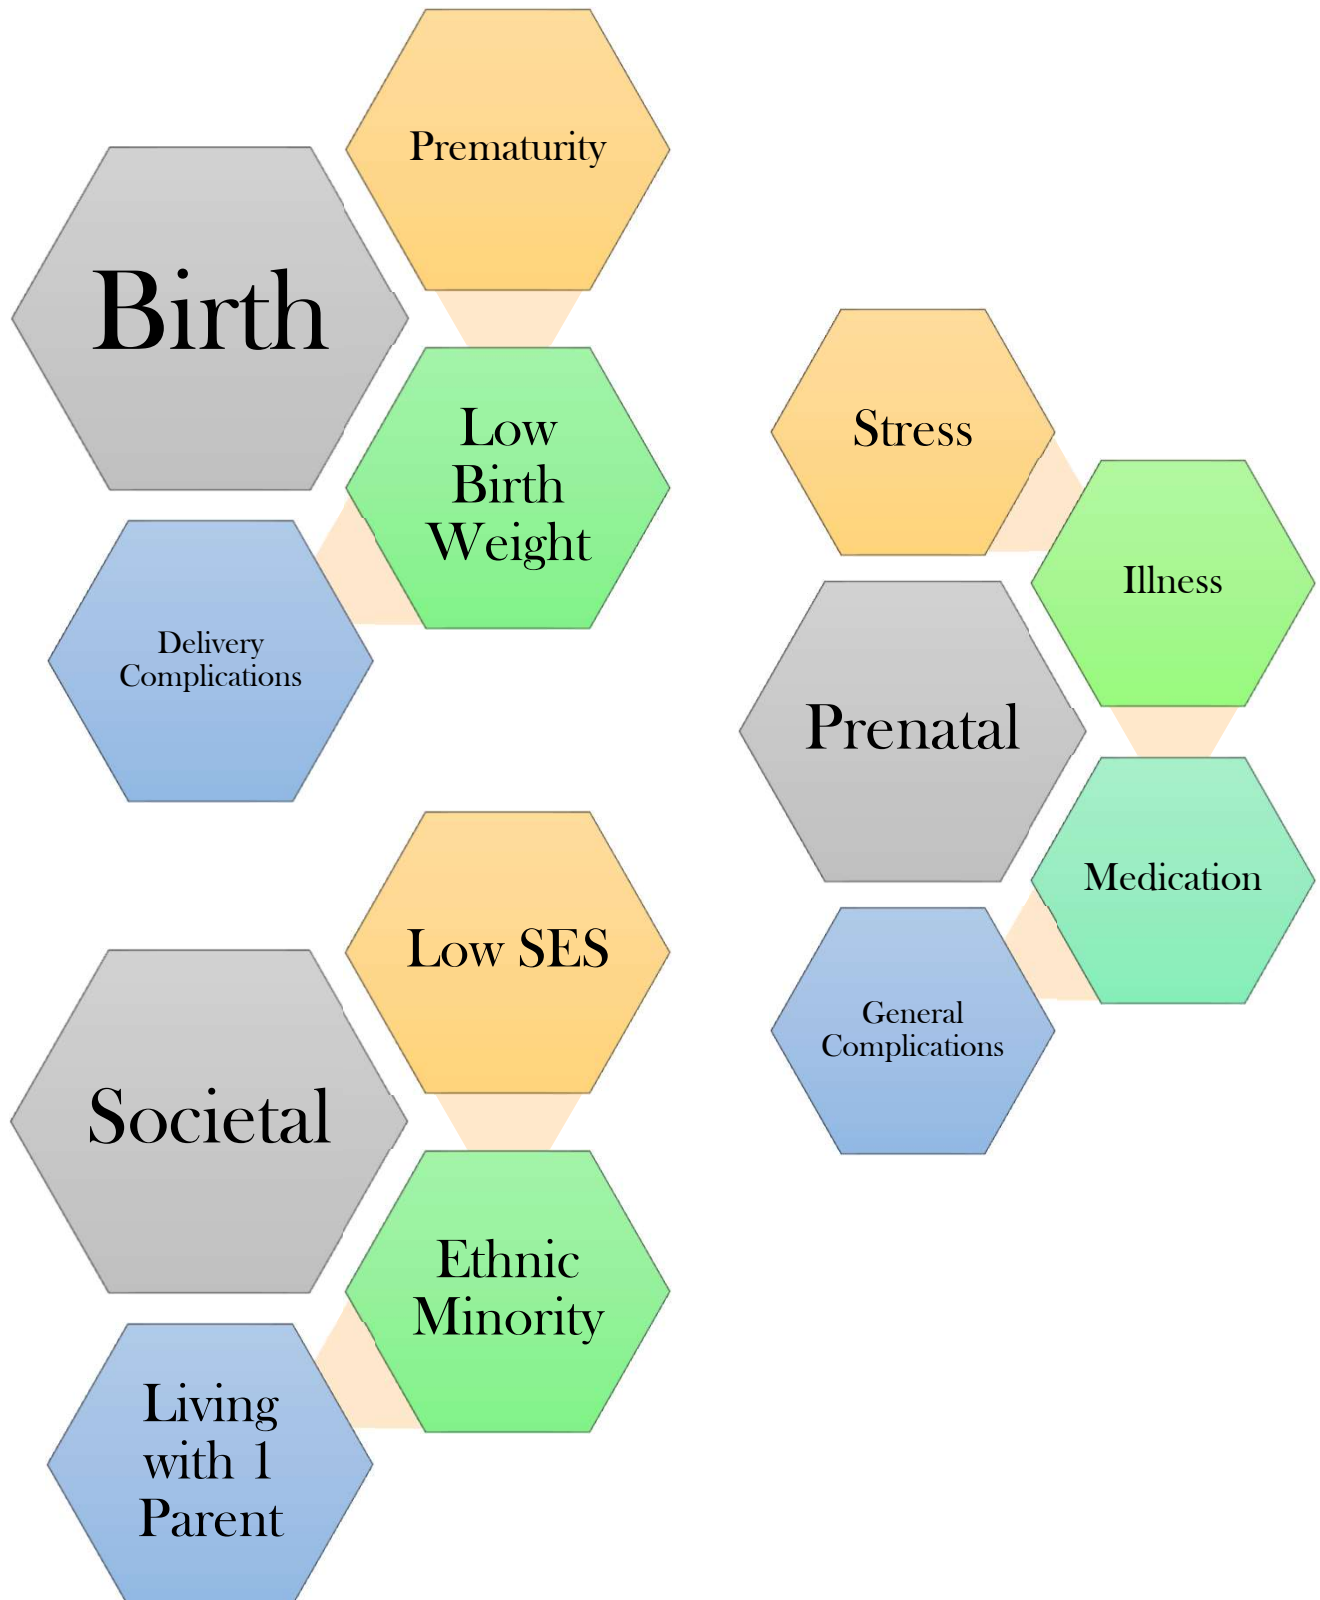 Birth
Prematurity
Low
Birth
Weight
Delivery
Complications
Stress
Illness
Prenatal
Medication
General
Complications
Societal
Low SES
Ethnic
Minority
Living
with 1
Parent